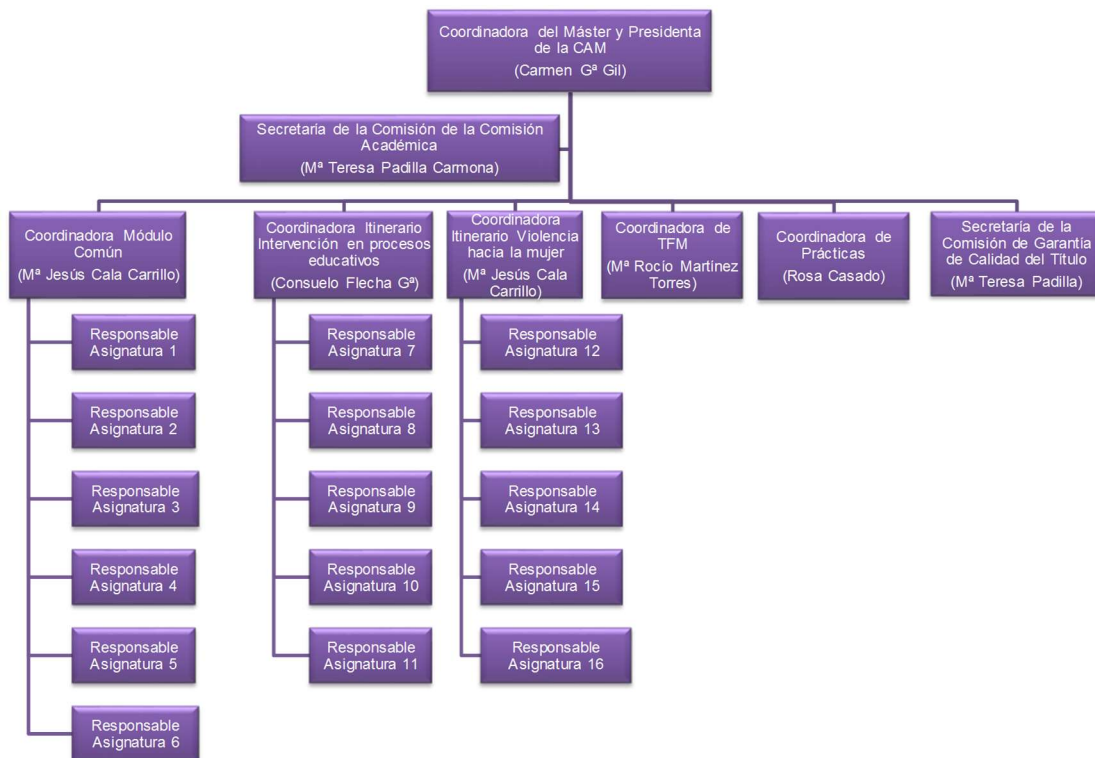 Coordinadora del Máster y Presidenta
de la CAM
(Carmen Gª Gil)
Secretaría de la Comisión de la Comisión
Académica
(Mª Teresa Padilla Carmona)
Coordinadora Módulo
Común
(Mª Jesús Cala Carrillo)
Coordinadora Itinerario
Intervención en procesos
educativos
(Consuelo Flecha Gª)
Coordinadora
Itinerario Violencia
hacia la mujer
(Mª Jesús Cala
Carrillo)
Coordinadora de
TFM
(Mª Rocío Martínez
Torres)
Coordinadora de
Prácticas
(Rosa Casado)
Secretaría de la
Comisión de Garantía
de Calidad del Título
(Mª Teresa Padilla)
Responsable
Asignatura 1
Responsable
Asignatura 2
Responsable
Asignatura 3
Responsable
Asignatura 4
Responsable
Asignatura 5
Responsable
Asignatura 6
Responsable
Asignatura 7
Responsable
Asignatura 8
Responsable
Asignatura 9
Responsable
Asignatura 10
Responsable
Asignatura 11
Responsable
Asignatura 12
Responsable
Asignatura 13
Responsable
Asignatura 14
Responsable
Asignatura 15
Responsable
Asignatura 16